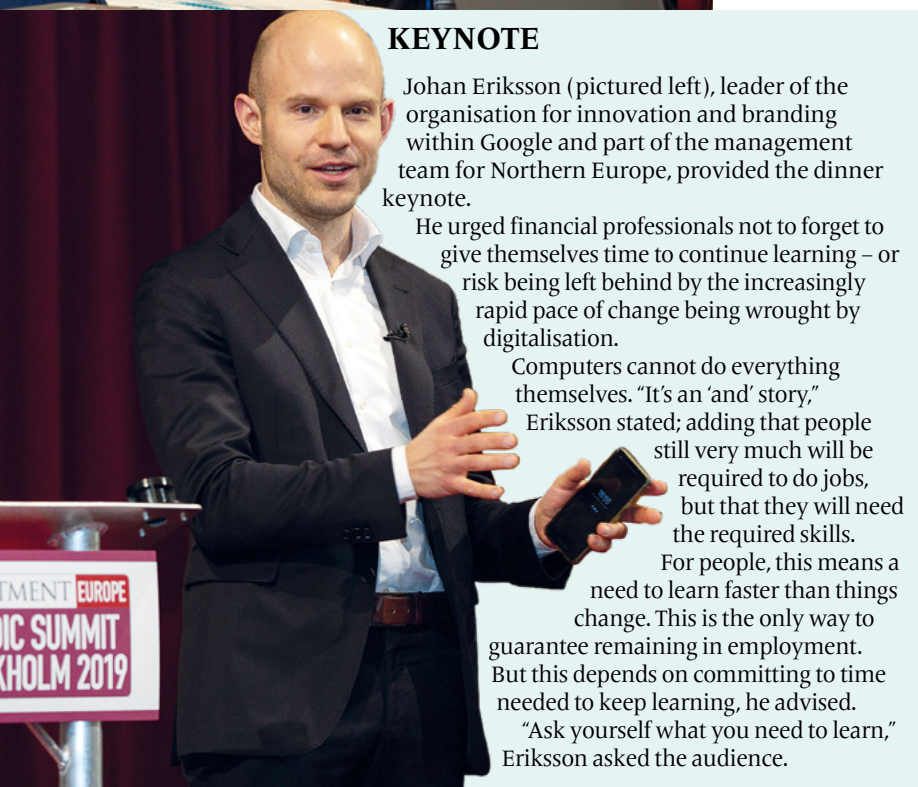 KEYNOTE
Johan Eriksson (pictured left), leader of the
organisation for innovation and branding
within Google and part of the management
team for Northern Europe, provided the dinner
keynote.
He urged financial professionals not to forget to
give themselves time to continue learning – or
risk being left behind by the increasingly
rapid pace of change being wrought by
digitalisation.
Computers cannot do everything
themselves. “It’s an ‘and’ story,”
Eriksson stated; adding that people
still very much will be
required to do jobs,
but that they will need
the required skills.
For people, this means a
need to learn faster than things
change. This is the only way to
guarantee remaining in employment.
But this depends on committing to time
needed to keep learning, he advised.
“Ask yourself what you need to learn,”
Eriksson asked the audience.
TMENT EUROPE
DIC SUMMIT
KHOLM 2019